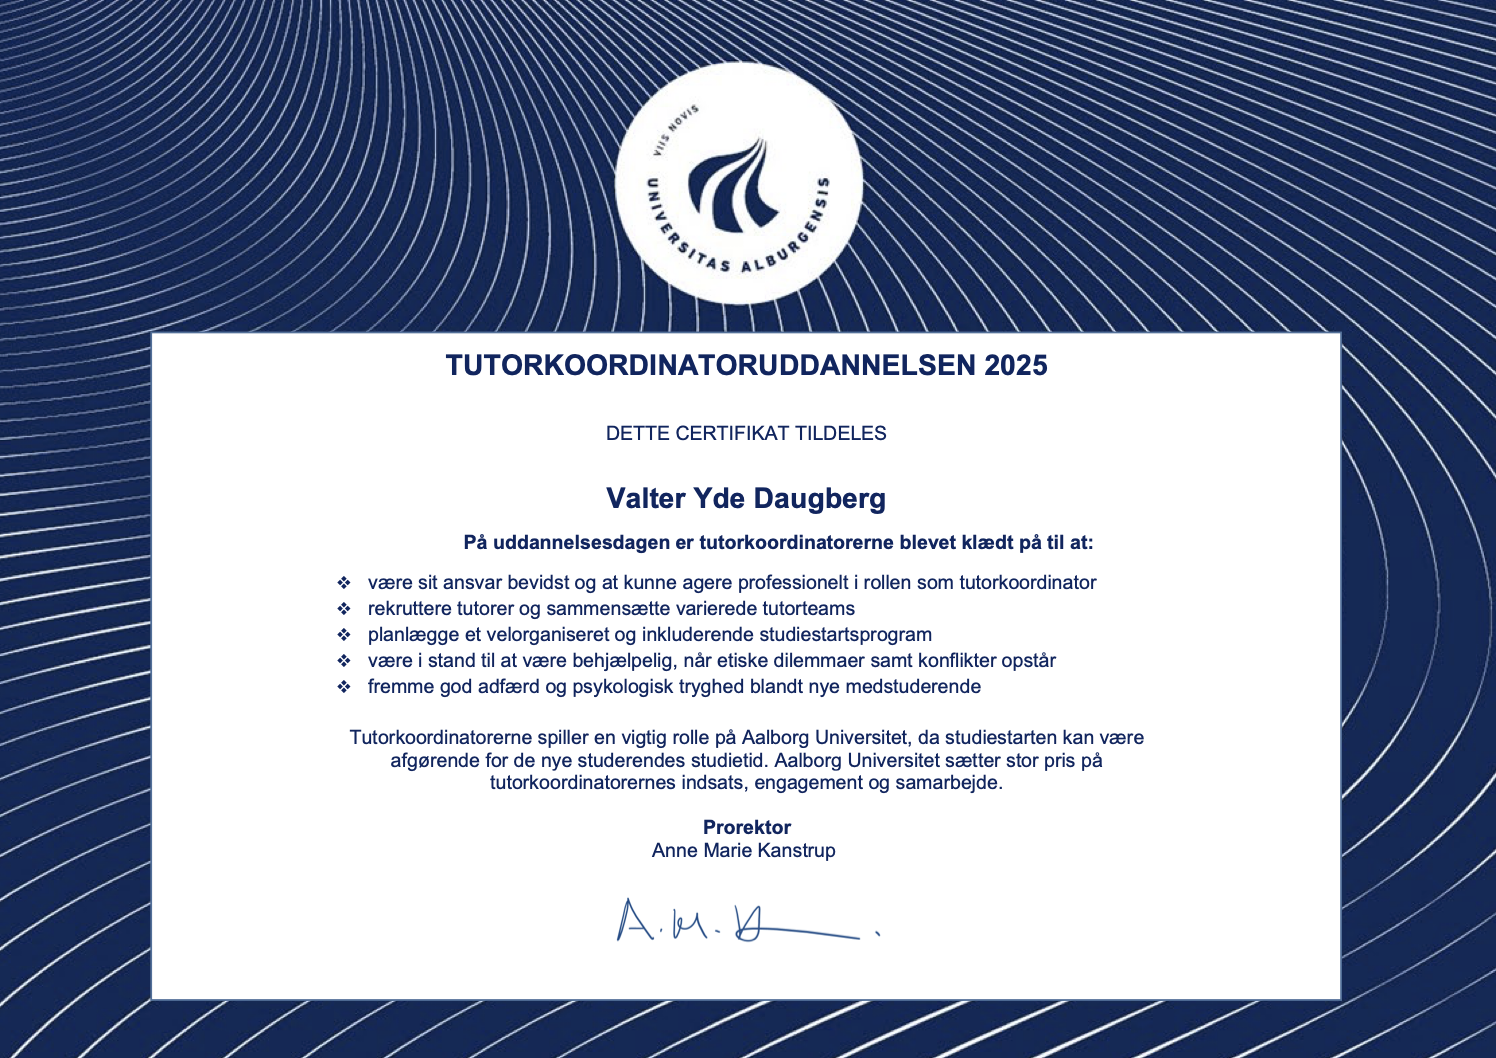 VIIS NOVIS
UNIVERSITAS ALBURGENSIS
TUTORKOORDINATORUDDANNELSEN 2025
DETTE CERTIFIKAT TILDELES
Valter Yde Daugberg
På uddannelsesdagen er tutorkoordinatorerne blevet klædt på til at:
❖ være sit ansvar bevidst og at kunne agere professionelt i rollen som tutorkoordinator
❖ rekruttere tutorer og sammensætte varierede tutorteams
❖ planlægge et velorganiseret og inkluderende studiestartsprogram
❖ være i stand til at være behjælpelig, når etiske dilemmaer samt konflikter opstår
❖ fremme god adfærd og psykologisk tryghed blandt nye medstuderende
Tutorkoordinatorerne spiller en vigtig rolle på Aalborg Universitet, da studiestarten kan være
afgørende for de nye studerendes studietid. Aalborg Universitet sætter stor pris på
tutorkoordinatorernes indsats, engagement og samarbejde.
Prorektor
Anne Marie Kanstrup
A. M. K